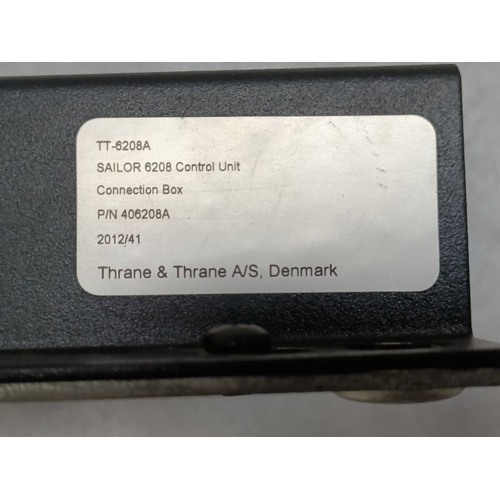 TT-6208A
SAILOR 6208 Control Unit
Connection Box
P/N 406208A
2012/41
Thrane & Thrane A/S, Denmark